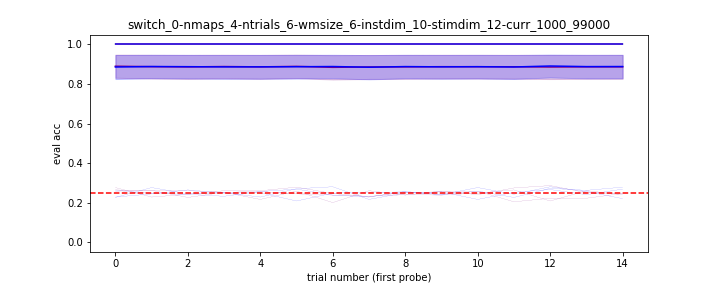 switch_0-nmaps_4-ntrials_6-wmsize_6-instdim_10-stimdim_12-curr_1000_99000
1.0
0.8
0.6
0.4
0.2
0.0
eval acc
0 2 4 6 8 10 12 14
trial number (first probe)